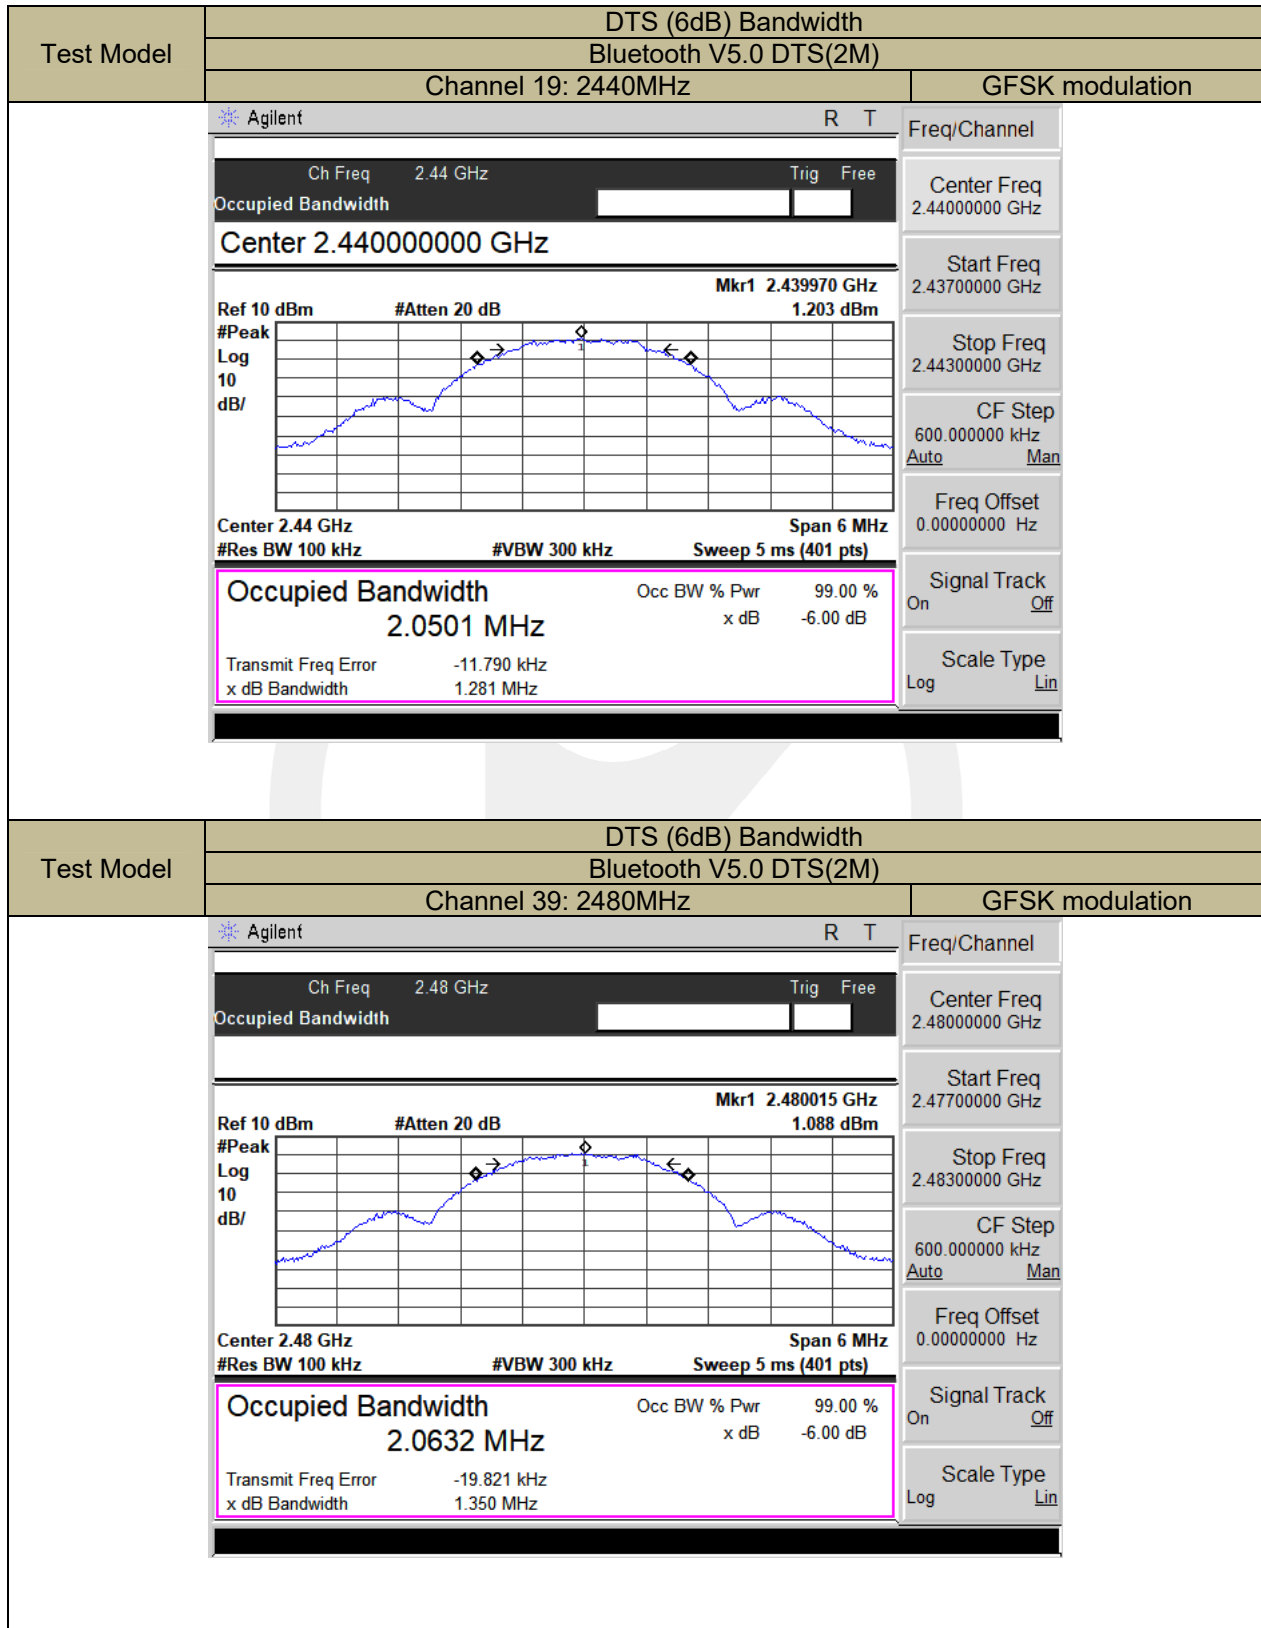 DTS (6dB) Bandwidth
Test Model
Bluetooth V5.0 DTS(2M)
Channel 19: 2440MHz GFSK modulation
Agilent R T
Freq/Channel
Ch Freq 2.44 GHz Trig Free
Occupied Bandwidth
Center 2.440000000 GHz
Center Freq
2.44000000 GHz
Start Freq
2.43700000 GHz
Mkr1 2.439970 GHz
Ref 10 dBm #Atten 20 dB 1.203 dBm
#Peak
Log
10
dB/
1
Stop Freq
2.44300000 GHz
CF Step
600.000000 kHz
Auto Man
Center 2.44 GHz Span 6 MHz
#Res BW 100 kHz #VBW 300 kHz Sweep 5 ms (401 pts)
Freq Offset
0.00000000 Hz
Occupied Bandwidth Occ BW % Pwr 99.00 %
2.0501 MHz x dB -6.00 dB
Transmit Freq Error -11.790 kHz
x dB Bandwidth 1.281 MHz
Signal Track
On Off
Scale Type
Log Lin
DTS (6dB) Bandwidth
Test Model
Bluetooth V5.0 DTS(2M)
Channel 39: 2480MHz GFSK modulation
Agilent R T
Freq/Channel
Ch Freq 2.48 GHz Trig Free
Occupied Bandwidth
Center Freq
2.48000000 GHz
Start Freq
2.47700000 GHz
Mkr1 2.480015 GHz
Ref 10 dBm #Atten 20 dB 1.088 dBm
#Peak
Log
10
dB/
1
Stop Freq
2.48300000 GHz
CF Step
600.000000 kHz
Auto Man
Center 2.48 GHz Span 6 MHz
#Res BW 100 kHz #VBW 300 kHz Sweep 5 ms (401 pts)
Freq Offset
0.00000000 Hz
Occupied Bandwidth Occ BW % Pwr 99.00 %
2.0632 MHz x dB -6.00 dB
Transmit Freq Error -19.821 kHz
x dB Bandwidth 1.350 MHz
Signal Track
On Off
Scale Type
Log Lin